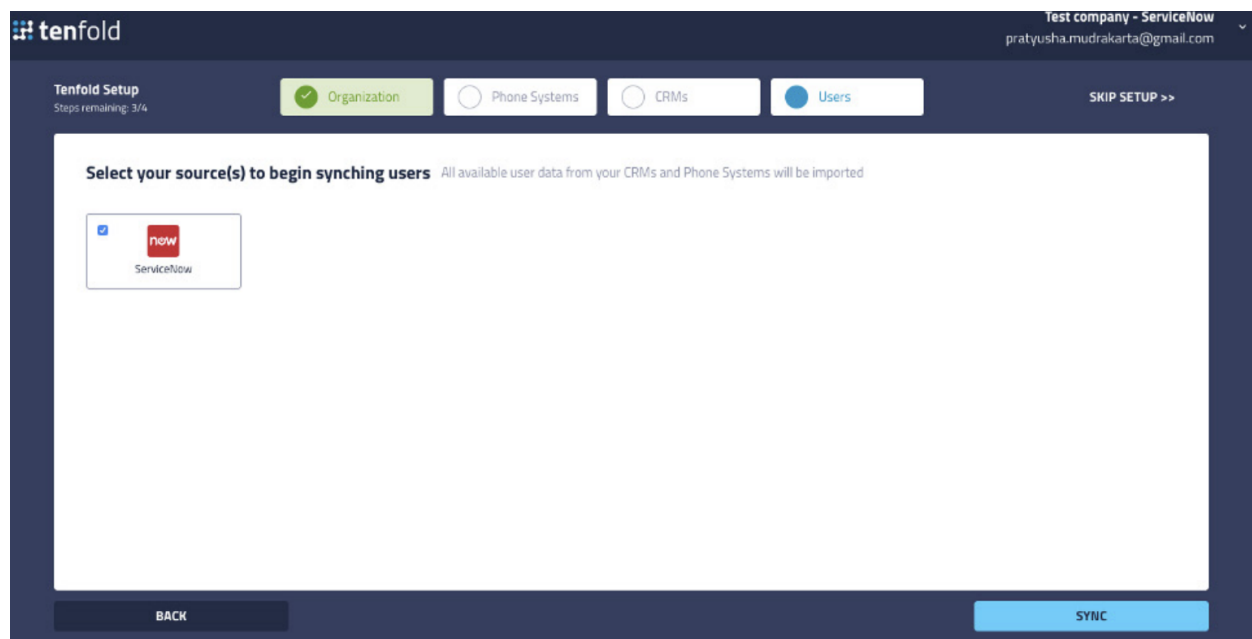 tenfold
Test company - ServiceNow
pratyusha.mudrakarta@gmail.com
Tenfold Setup
Steps remaining: 3/4
Organization
Phone Systems
CRMs
Users
SKIP SETUP >>
Select your source(s) to begin synching users All available user data from your CRMs and Phone Systems will be imported
now
ServiceNow
BACK
SYNC